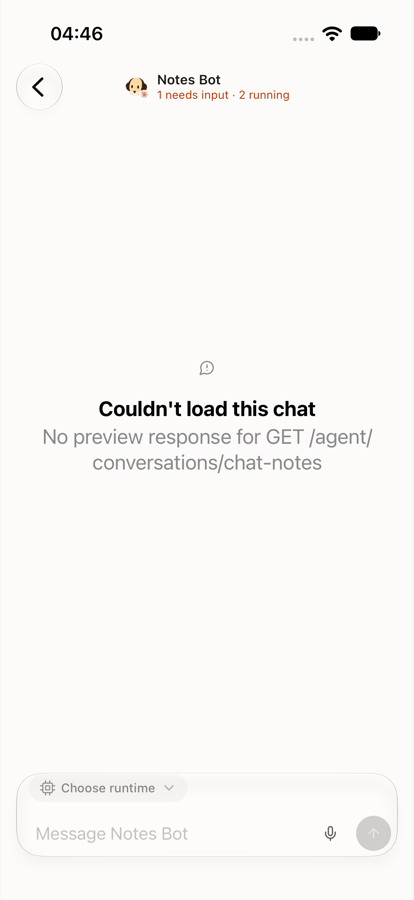 04:46
Notes Bot
1 needs input · 2 running
Couldn't load this chat
No preview response for GET /agent/
conversations/chat-notes
Choose runtime
Message Notes Bot